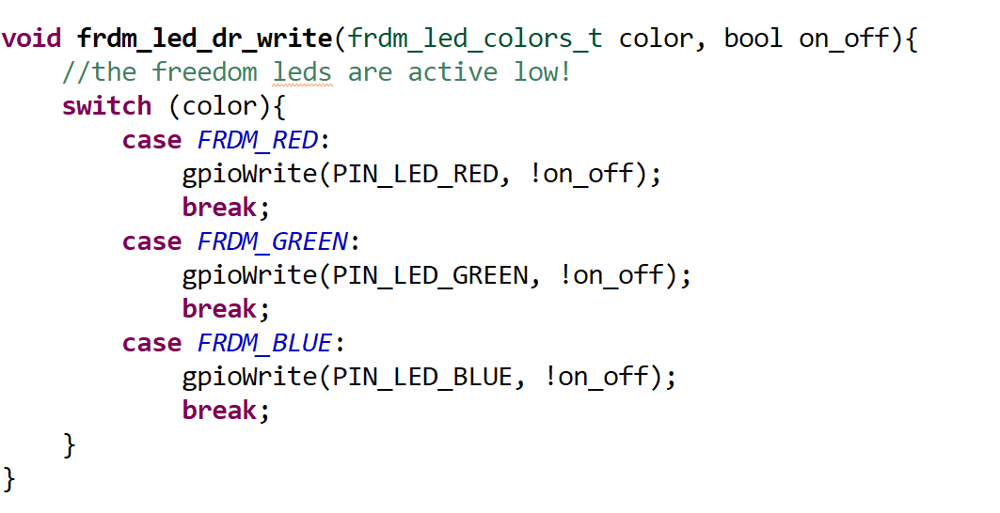 void frdm_led_dr_write(frdm_led_colors_t color, bool on_off){
    //the freedom leds are active low!
    switch (color){
        case FRDM_RED:
            gpioWrite(PIN_LED_RED, !on_off);
            break;
        case FRDM_GREEN:
            gpioWrite(PIN_LED_GREEN, !on_off);
            break;
        case FRDM_BLUE:
            gpioWrite(PIN_LED_BLUE, !on_off);
            break;
    }
}